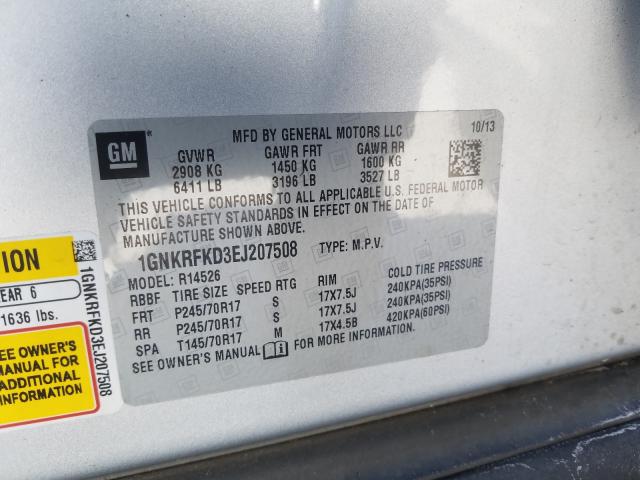 GM
MFD BY GENERAL MOTORS LLC
10/13
GVWR GAWR FRT GAWR RR
2908 KG 1450 KG 1600 KG
6411 LB 3196 LB 3527 LB
THIS VEHICLE CONFORMS TO ALL APPLICABLE U.S. FEDERAL MOTOR
VEHICLE SAFETY STANDARDS IN EFFECT ON THE DATE OF
MANUFACTURE SHOWN ABOVE.
1GNKRFKD3EJ207508 TYPE: M.P.V.
MODEL: R14526
RBBF TIRE SIZE SPEED RTG RIM COLD TIRE PRESSURE
FRT P245/70R17 S 17X7.5J 240KPA(35PSI)
RR P245/70R17 S 17X7.5J 240KPA(35PSI)
SPA T145/70R17 M 17X4.5B 420KPA(60PSI)
SEE OWNER'S MANUAL FOR MORE INFORMATION.
EAR 6
1636 lbs.
SEE OWNER'S
MANUAL FOR
ADDITIONAL
INFORMATION
1GNKRFKD3EJ207508